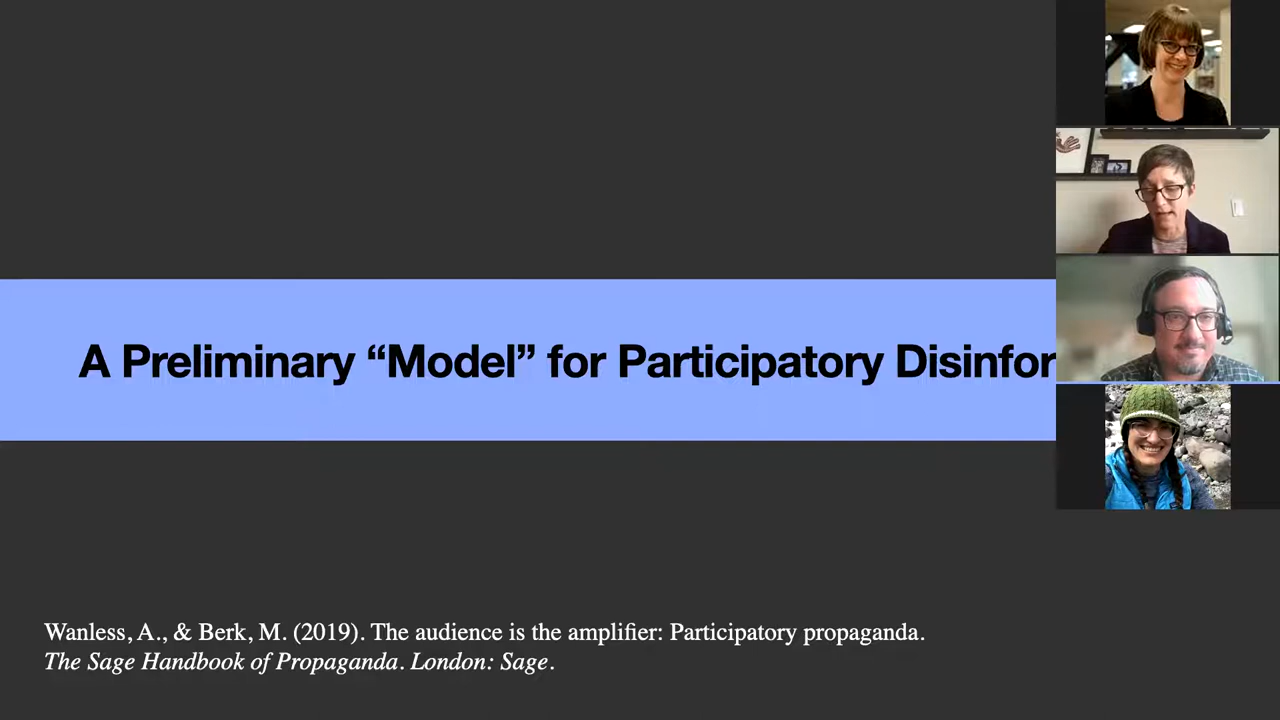 A Preliminary “Model” for Participatory Disinfor
Wanless, A., & Berk, M. (2019). The audience is the amplifier: Participatory propaganda.
The Sage Handbook of Propaganda. London: Sage.